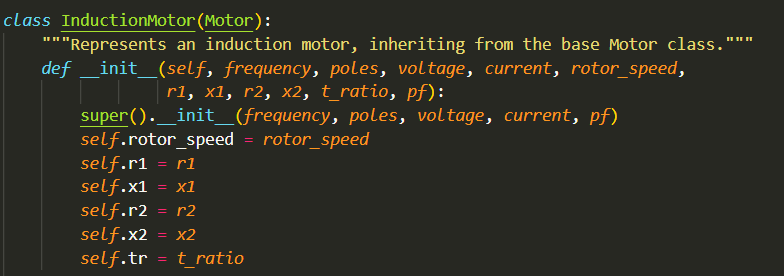 class InductionMotor(Motor):
    """Represents an induction motor, inheriting from the base Motor class."""
    def __init__(self, frequency, poles, voltage, current, rotor_speed,
                 r1, x1, r2, x2, t_ratio, pf):
        super().__init__(frequency, poles, voltage, current, pf)
        self.rotor_speed = rotor_speed
        self.r1 = r1
        self.x1 = x1
        self.r2 = r2
        self.x2 = x2
        self.tr = t_ratio